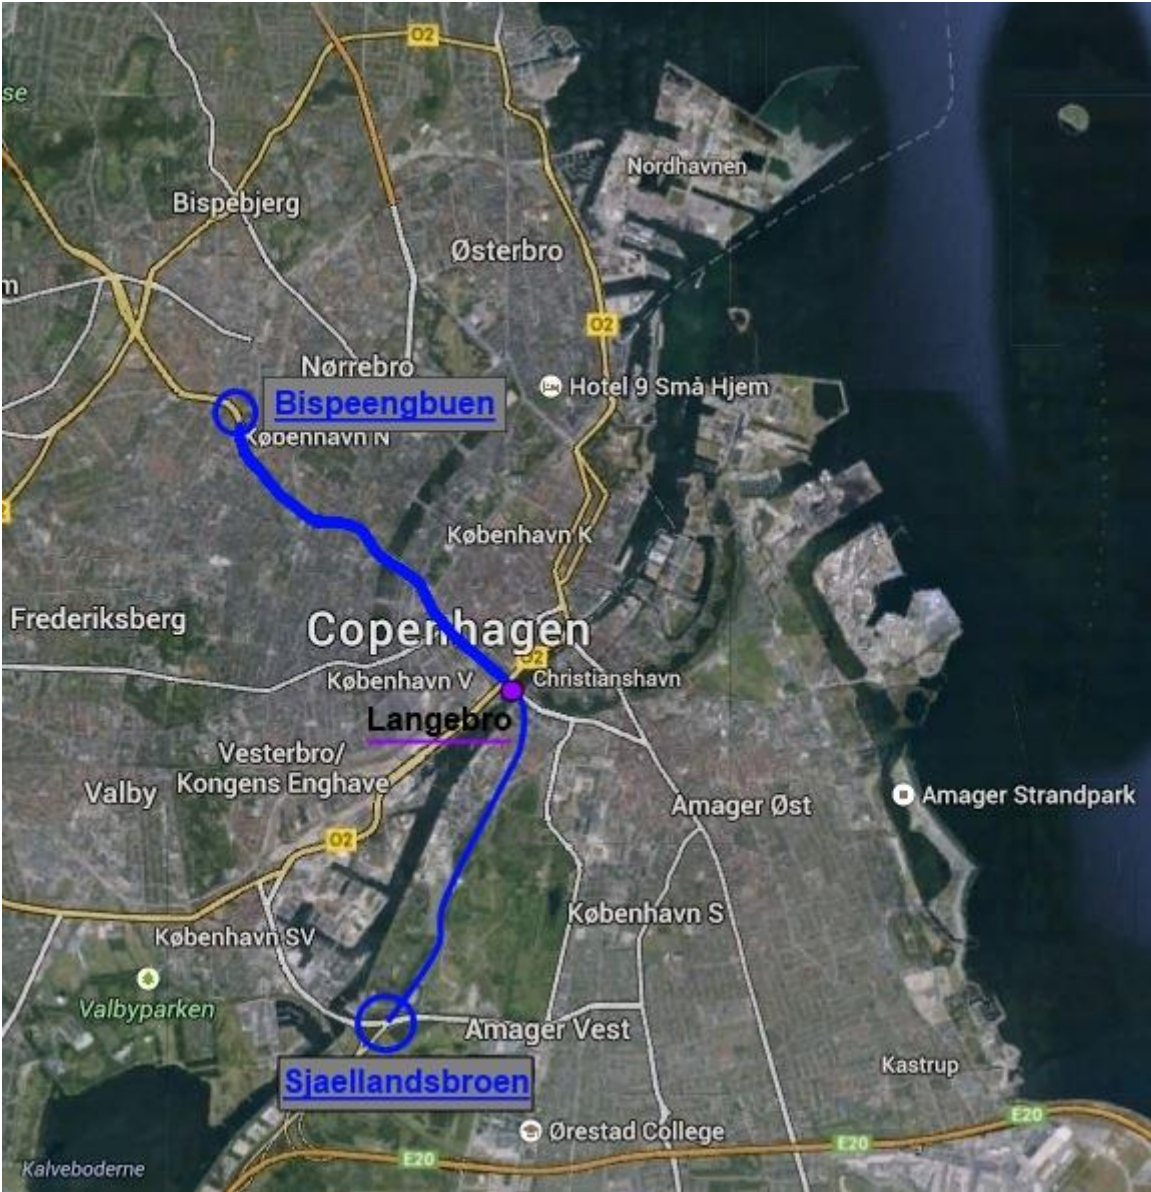 O2
se
Nordhavnen
Bispebjerg
Østerbro
m
O2
Nørrebro
Hotel 9 Små Hjem
Bispeengbuen
København N
København K
Frederiksberg
Copenhagen
O2
København V
Christianshavn
Langebro
Vesterbro/
Kongens Enghave
Valby
Amager Strandpark
Amager Øst
O2
København S
København SV
Valbyparken
Amager Vest
Kastrup
Sjaellandsbroen
E20
Ørestad College
E20
E20
Kalveboderne